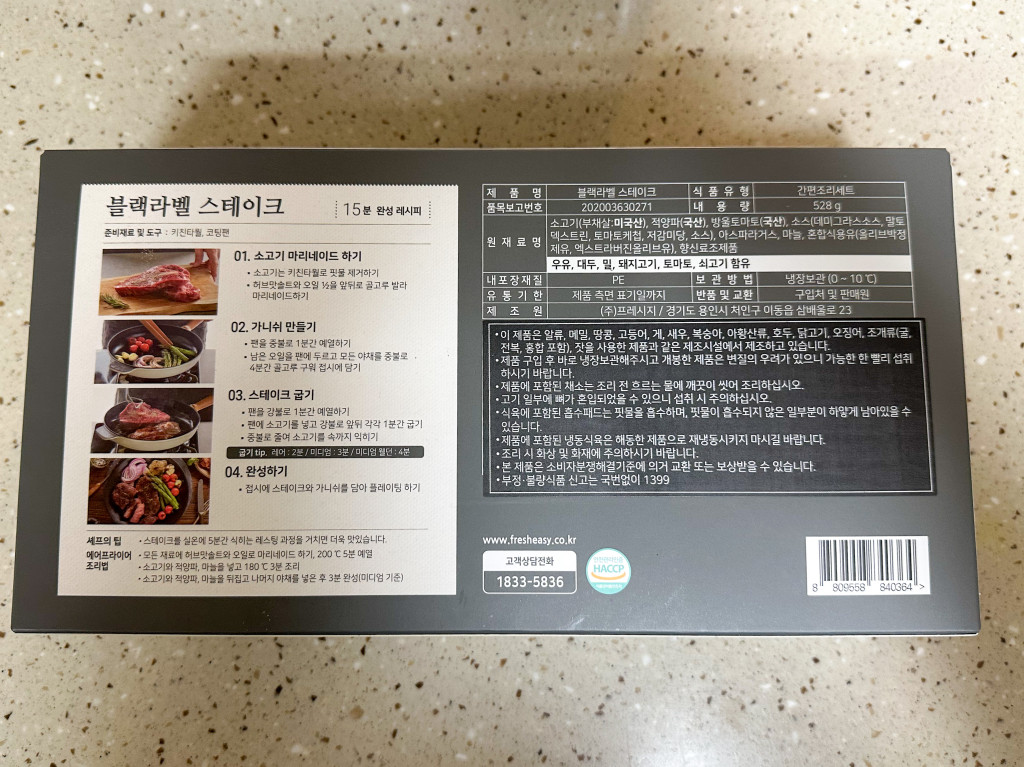 블랙라벨 스테이크
15분 완성 레시피
준비재료 및 도구 : 키친타월, 코팅팬
01. 소고기 마리네이드 하기
• 소고기는 키친타월로 핏물 제거하기
• 허브맛솔트와 오일 ½을 앞뒤로 골고루 발라
마리네이드하기
02. 가니쉬 만들기
• 팬을 중불로 1분간 예열하기
• 남은 오일을 팬에 두르고 모든 야채를 중불로
4분간 골고루 구워 접시에 담기
03. 스테이크 굽기
• 팬을 강불로 1분간 예열하기
• 팬에 소고기를 넣고 강불로 앞뒤 각각 1분간 굽기
• 중불로 줄여 소고기를 속까지 익히기
굽기 tip. 레어 : 2분 / 미디엄 : 3분 / 미디엄 웰던 : 4분
04. 완성하기
• 접시에 스테이크와 가니쉬를 담아 플레이팅 하기
셰프의 팁 • 스테이크를 실온에 5분간 식히는 레스팅 과정을 거치면 더욱 맛있습니다.
에어프라이어 조리법 • 모든 재료에 허브맛솔트와 오일로 마리네이드 하기, 200 ℃ 5분 예열
• 소고기와 적양파, 마늘을 넣고 180 ℃ 3분 조리
• 소고기와 적양파, 마늘을 뒤집고 나머지 야채를 넣은 후 3분 완성(미디엄 기준)
제품명 블랙라벨 스테이크 식품유형 간편조리세트
품목보고번호 202003630271 내용량 528 g
원재료명 소고기(부채살:미국산), 적양파(국산), 방울토마토(국산), 소스(데미그라스소스, 말토
덱스트린, 토마토케첩, 저감미당, 소스), 아스파라거스, 마늘, 혼합식용유(올리브박정
제유, 엑스트라버진올리브유), 향신료조제품
우유, 대두, 밀, 돼지고기, 토마토, 쇠고기 함유
내포장재질 PE 보관방법 냉장보관 (0 ~ 10℃)
유통기한 제품 측면 표기일까지 반품 및 교환 구입처 및 판매원
제조원 (주)프레시지 / 경기도 용인시 처인구 이동읍 삼배울로 23
• 이 제품은 알류, 메밀, 땅콩, 고등어, 게, 새우, 복숭아, 아황산류, 호두, 닭고기, 오징어, 조개류(굴,
전복, 홍합 포함), 잣을 사용한 제품과 같은 제조시설에서 제조하고 있습니다.
• 제품 구입 후 바로 냉장보관해주시고 개봉한 제품은 변질의 우려가 있으니 가능한 한 빨리 섭취
하시기 바랍니다.
• 제품에 포함된 채소는 조리 전 흐르는 물에 깨끗이 씻어 조리하십시오.
• 고기 일부에 뼈가 혼입되었을 수 있으니 섭취 시 주의하십시오.
• 식육에 포함된 흡수패드는 핏물을 흡수하며, 핏물이 흡수되지 않은 일부분이 하얗게 남아있을 수
있습니다.
• 제품에 포함된 냉동식육은 해동한 제품으로 재냉동시키지 마시길 바랍니다.
• 조리 시 화상 및 화재에 주의하시기 바랍니다.
• 본 제품은 소비자분쟁해결기준에 의거 교환 또는 보상받을 수 있습니다.
• 부정·불량식품 신고는 국번없이 1399
www.fresheasy.co.kr
고객상담전화
1833-5836
HACCP
8 809558 840364 >